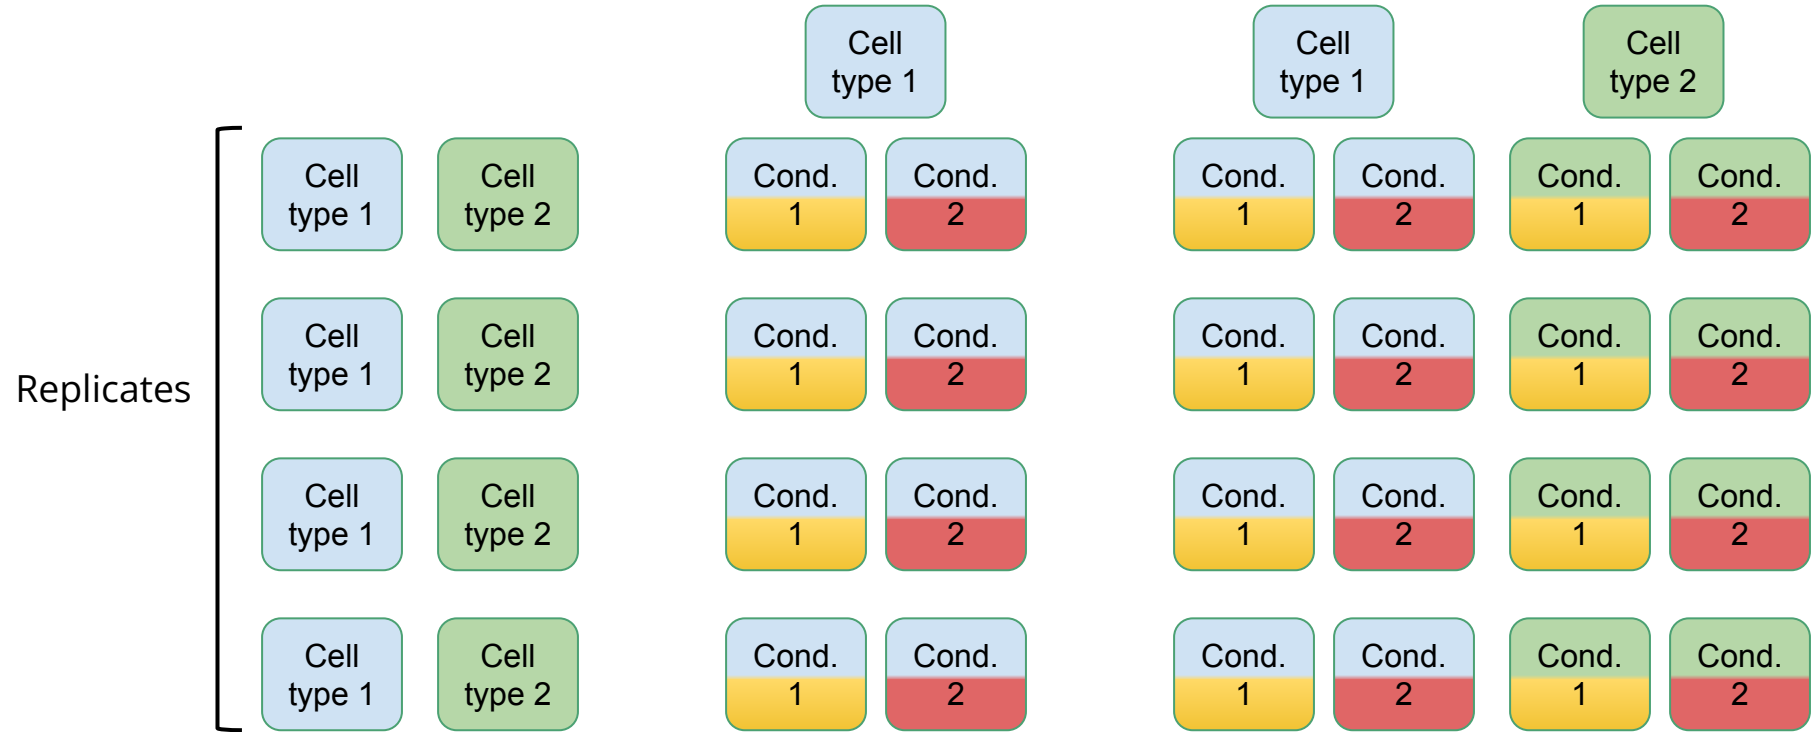 Cell
type 1
Cell
type 1
Cell
type 2
Replicates
Cell
type 1
Cell
type 2
Cond.
1
Cond.
2
Cond.
1
Cond.
2
Cond.
1
Cond.
2
Cell
type 1
Cell
type 2
Cond.
1
Cond.
2
Cond.
1
Cond.
2
Cond.
1
Cond.
2
Cell
type 1
Cell
type 2
Cond.
1
Cond.
2
Cond.
1
Cond.
2
Cond.
1
Cond.
2
Cell
type 1
Cell
type 2
Cond.
1
Cond.
2
Cond.
1
Cond.
2
Cond.
1
Cond.
2